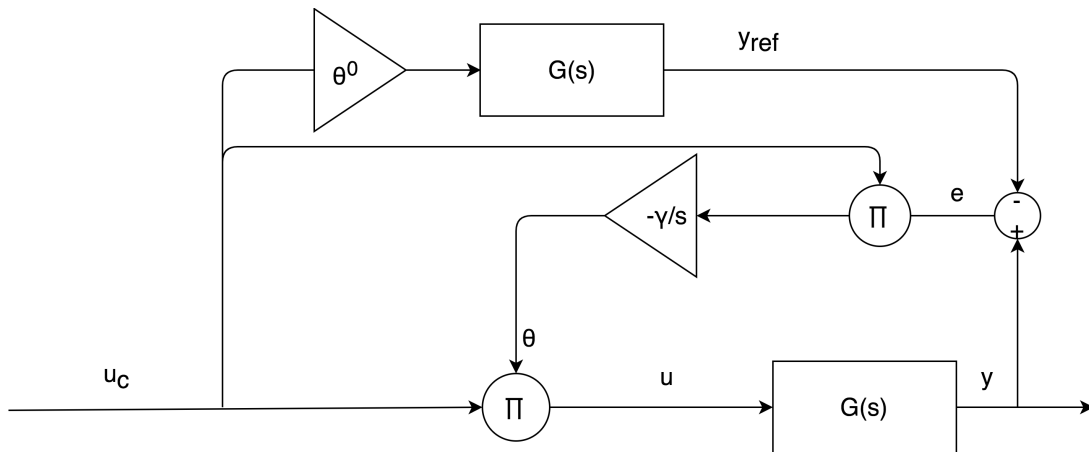 y_ref
θ⁰
G(s)
-
e
-γ/s
∏
+
θ
u_c
u
y
∏
G(s)